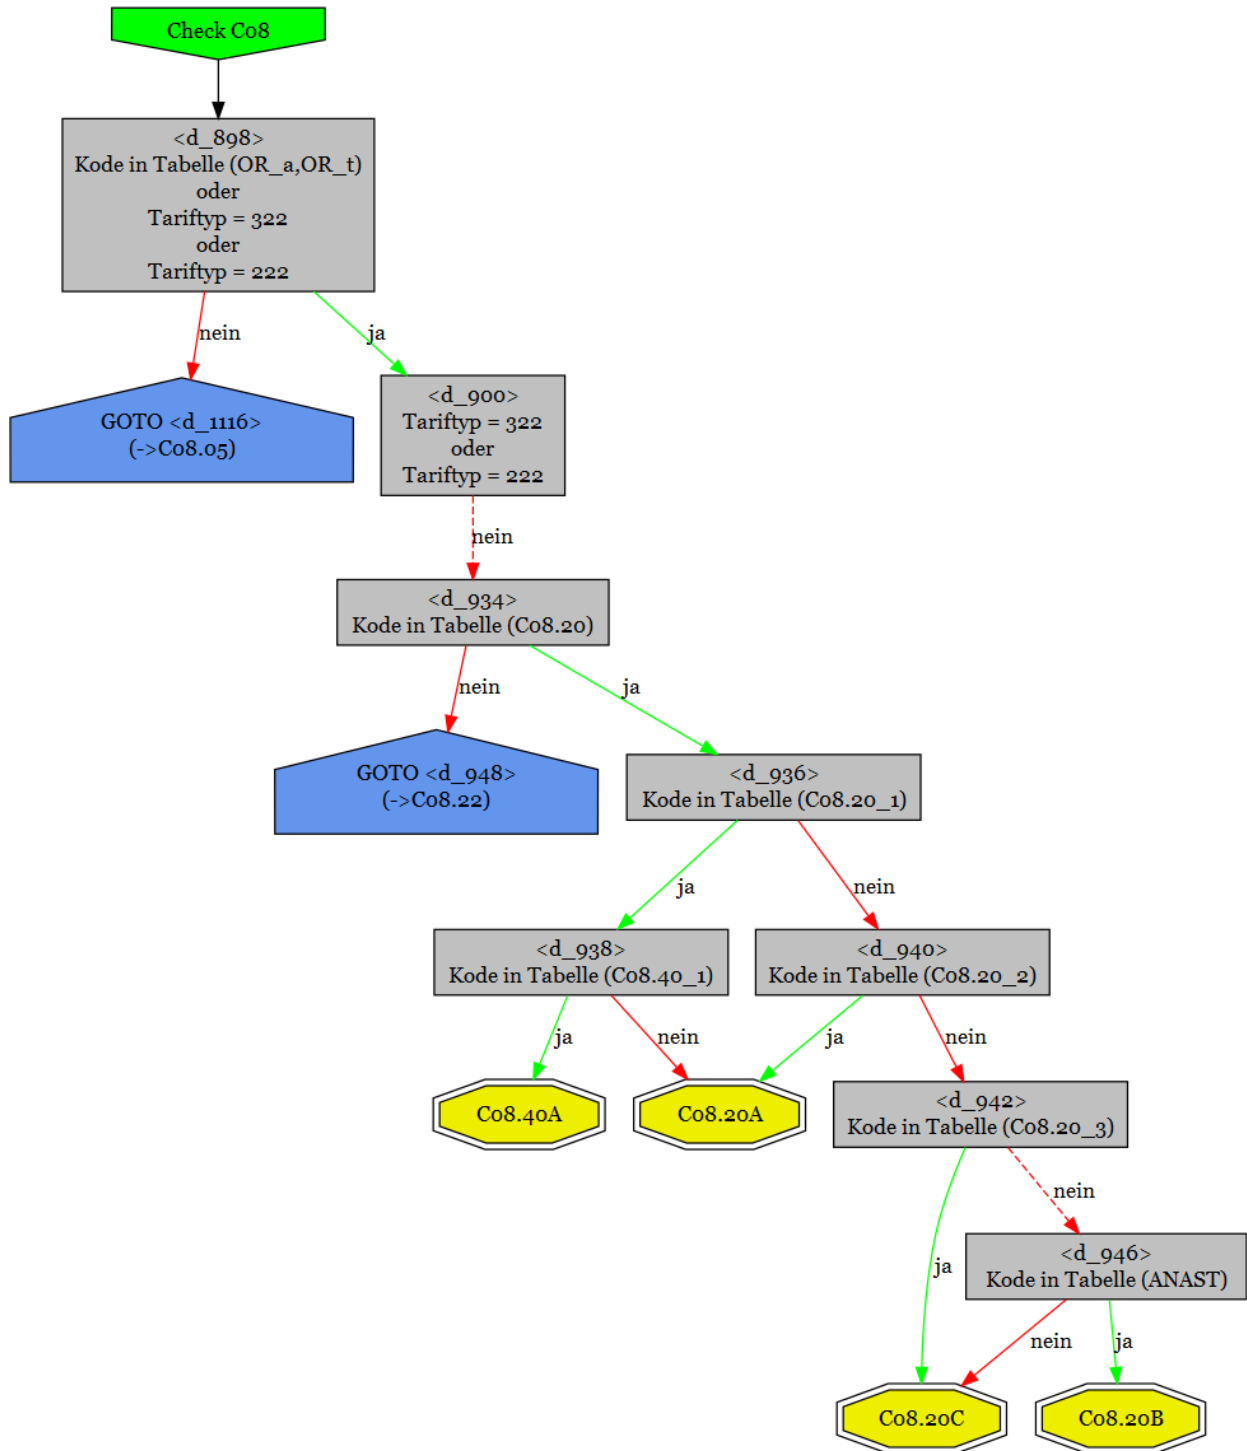 Check C08
<d_898>
Kode in Tabelle (OR_a,OR_t)
oder
Tariftyp = 322
oder
Tariftyp = 222
nein
ja
GOTO <d_1116>
(->C08.05)
<d_900>
Tariftyp = 322
oder
Tariftyp = 222
nein
<d_934>
Kode in Tabelle (C08.20)
nein
ja
GOTO <d_948>
(->C08.22)
<d_936>
Kode in Tabelle (C08.20_1)
ja
nein
<d_938>
Kode in Tabelle (C08.40_1)
<d_940>
Kode in Tabelle (C08.20_2)
ja
nein
ja
nein
C08.40A
C08.20A
<d_942>
Kode in Tabelle (C08.20_3)
nein
ja
<d_946>
Kode in Tabelle (ANAST)
nein
ja
C08.20C
C08.20B